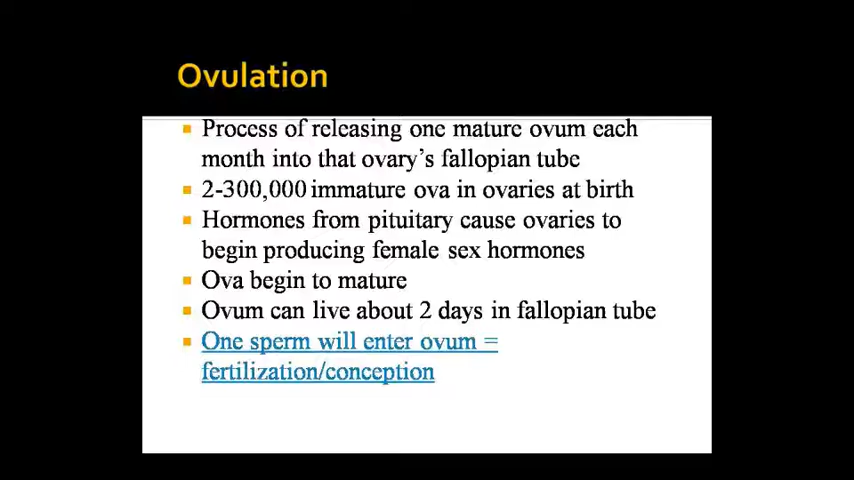 Ovulation
Process of releasing one mature ovum each
month into that ovary's fallopian tube
2-300,000 immature ova in ovaries at birth
Hormones from pituitary cause ovaries to
begin producing female sex hormones
Ova begin to mature
Ovum can live about 2 days in fallopian tube
One sperm will enter ovum =
fertilization/conception